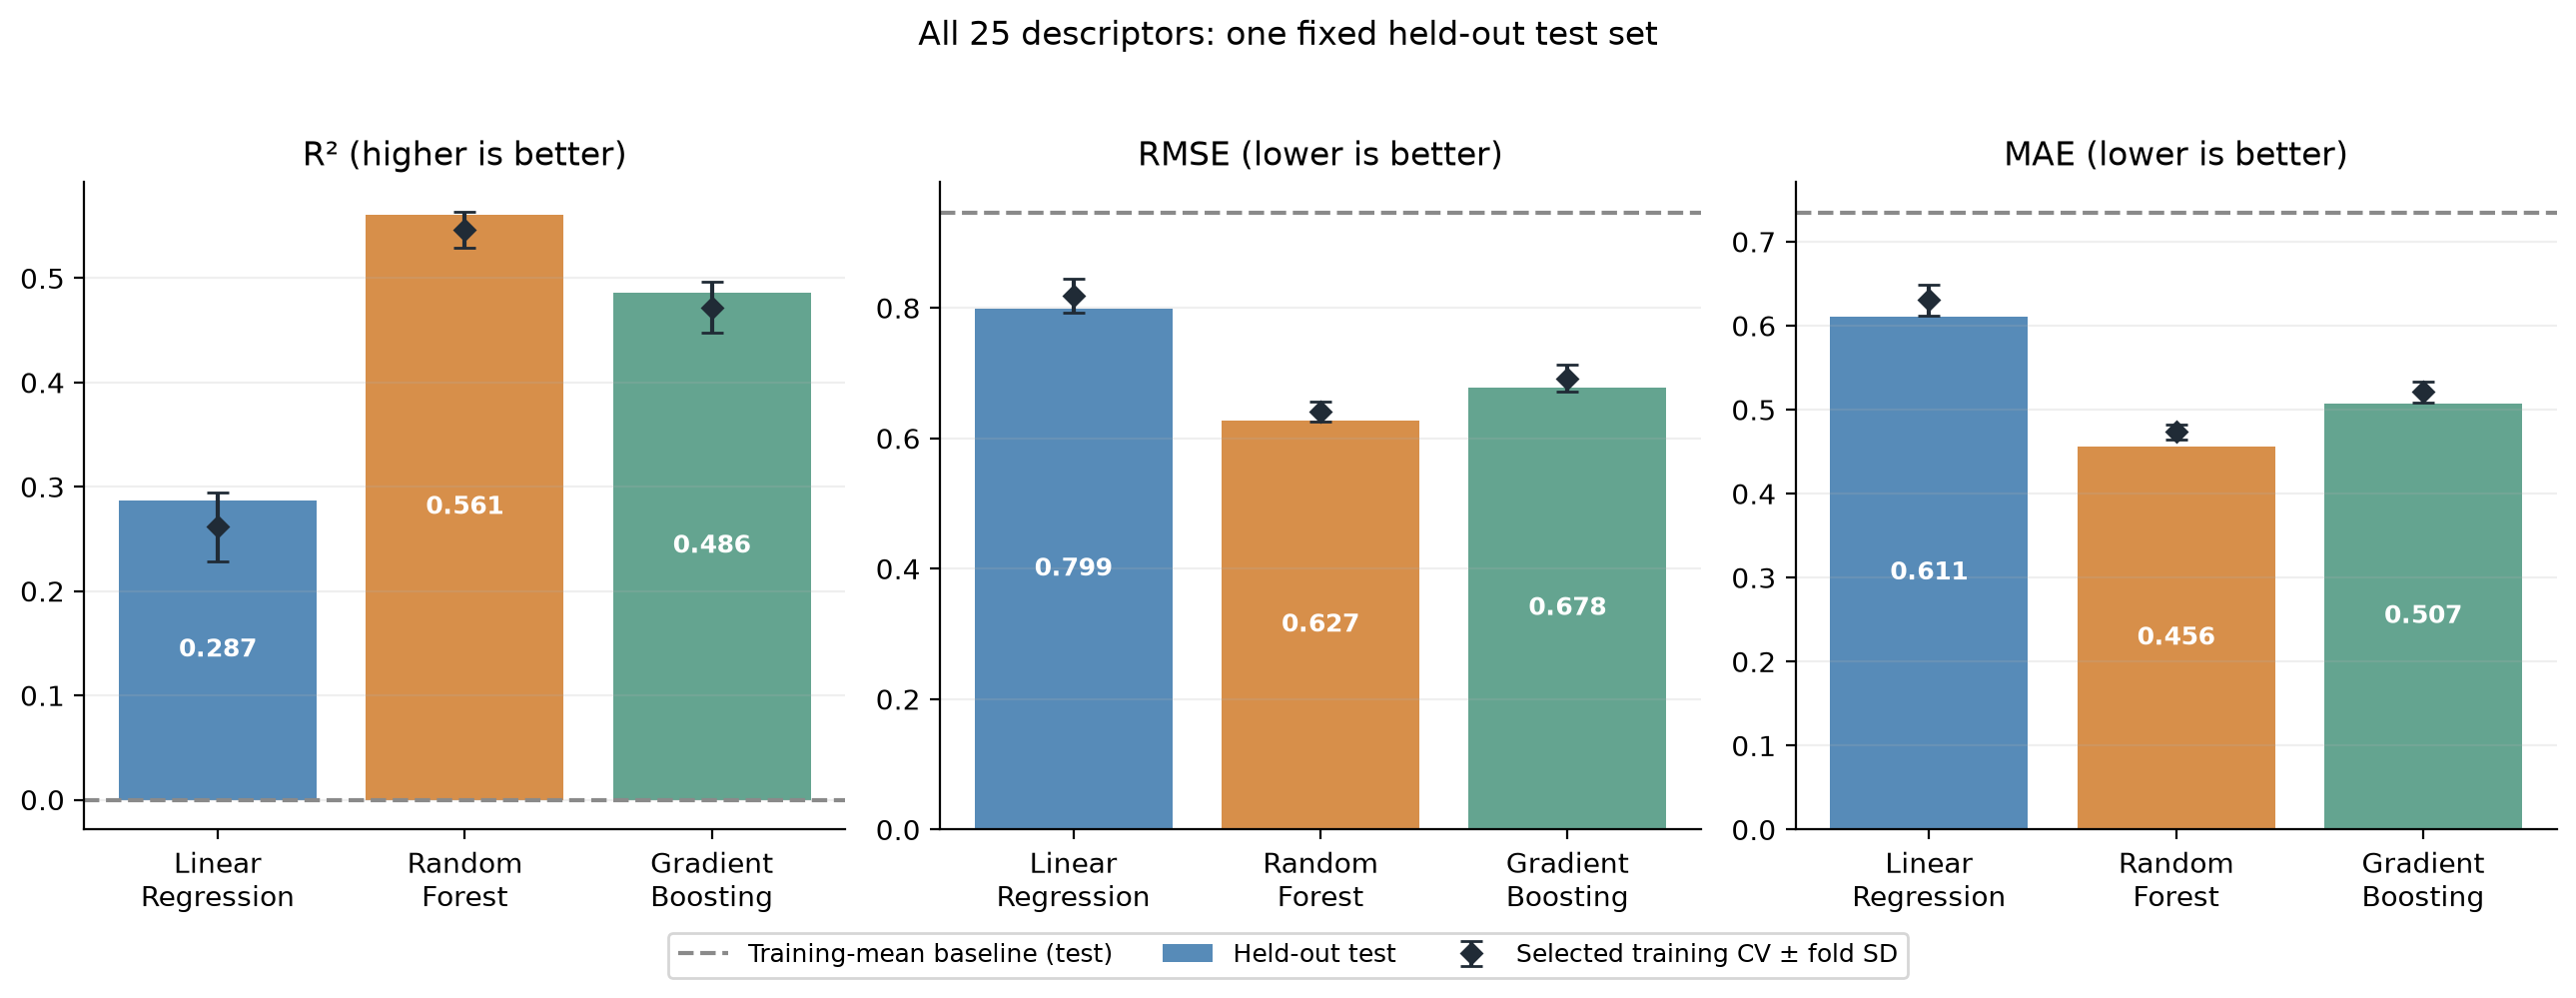 All 25 descriptors: one fixed held-out test set
R² (higher is better)
0.5
0.4
0.3
0.2
0.1
0.0
0.287
0.561
0.486
Linear
Regression
Random
Forest
Gradient
Boosting
RMSE (lower is better)
0.8
0.6
0.4
0.2
0.0
0.799
0.627
0.678
Linear
Regression
Random
Forest
Gradient
Boosting
MAE (lower is better)
0.7
0.6
0.5
0.4
0.3
0.2
0.1
0.0
0.611
0.456
0.507
Linear
Regression
Random
Forest
Gradient
Boosting
Training-mean baseline (test)
Held-out test
Selected training CV ± fold SD